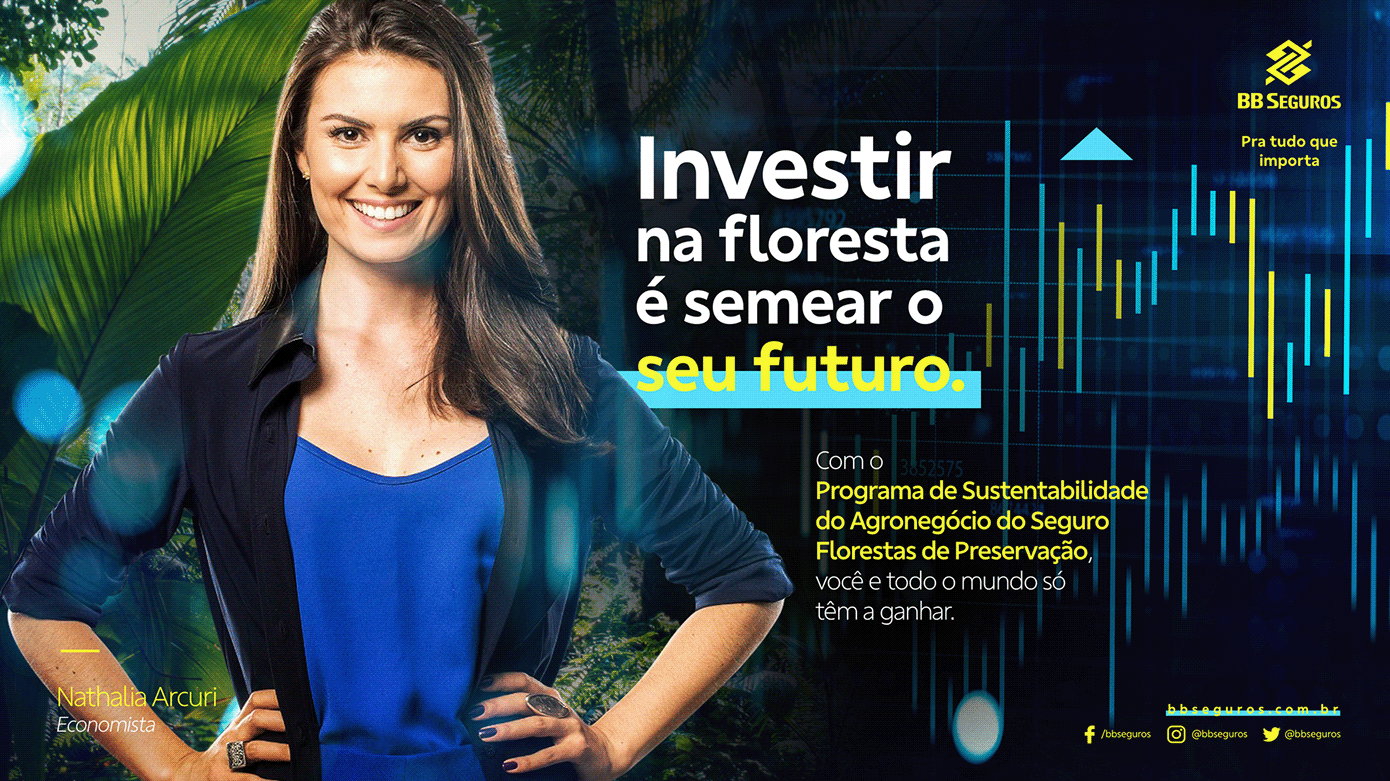 BB SEGUROS
Pra tudo que
importa
Investir
na floresta
é semear o
seu futuro.
3852575
Com o
Programa de Sustentabilidade
do Agronegócio do Seguro
Florestas de Preservação,
você e todo o mundo só
têm a ganhar.
Nathalia Arcuri
Economista
bbseguros.com.br
/bbseguros
@bbseguros
@bbseguros